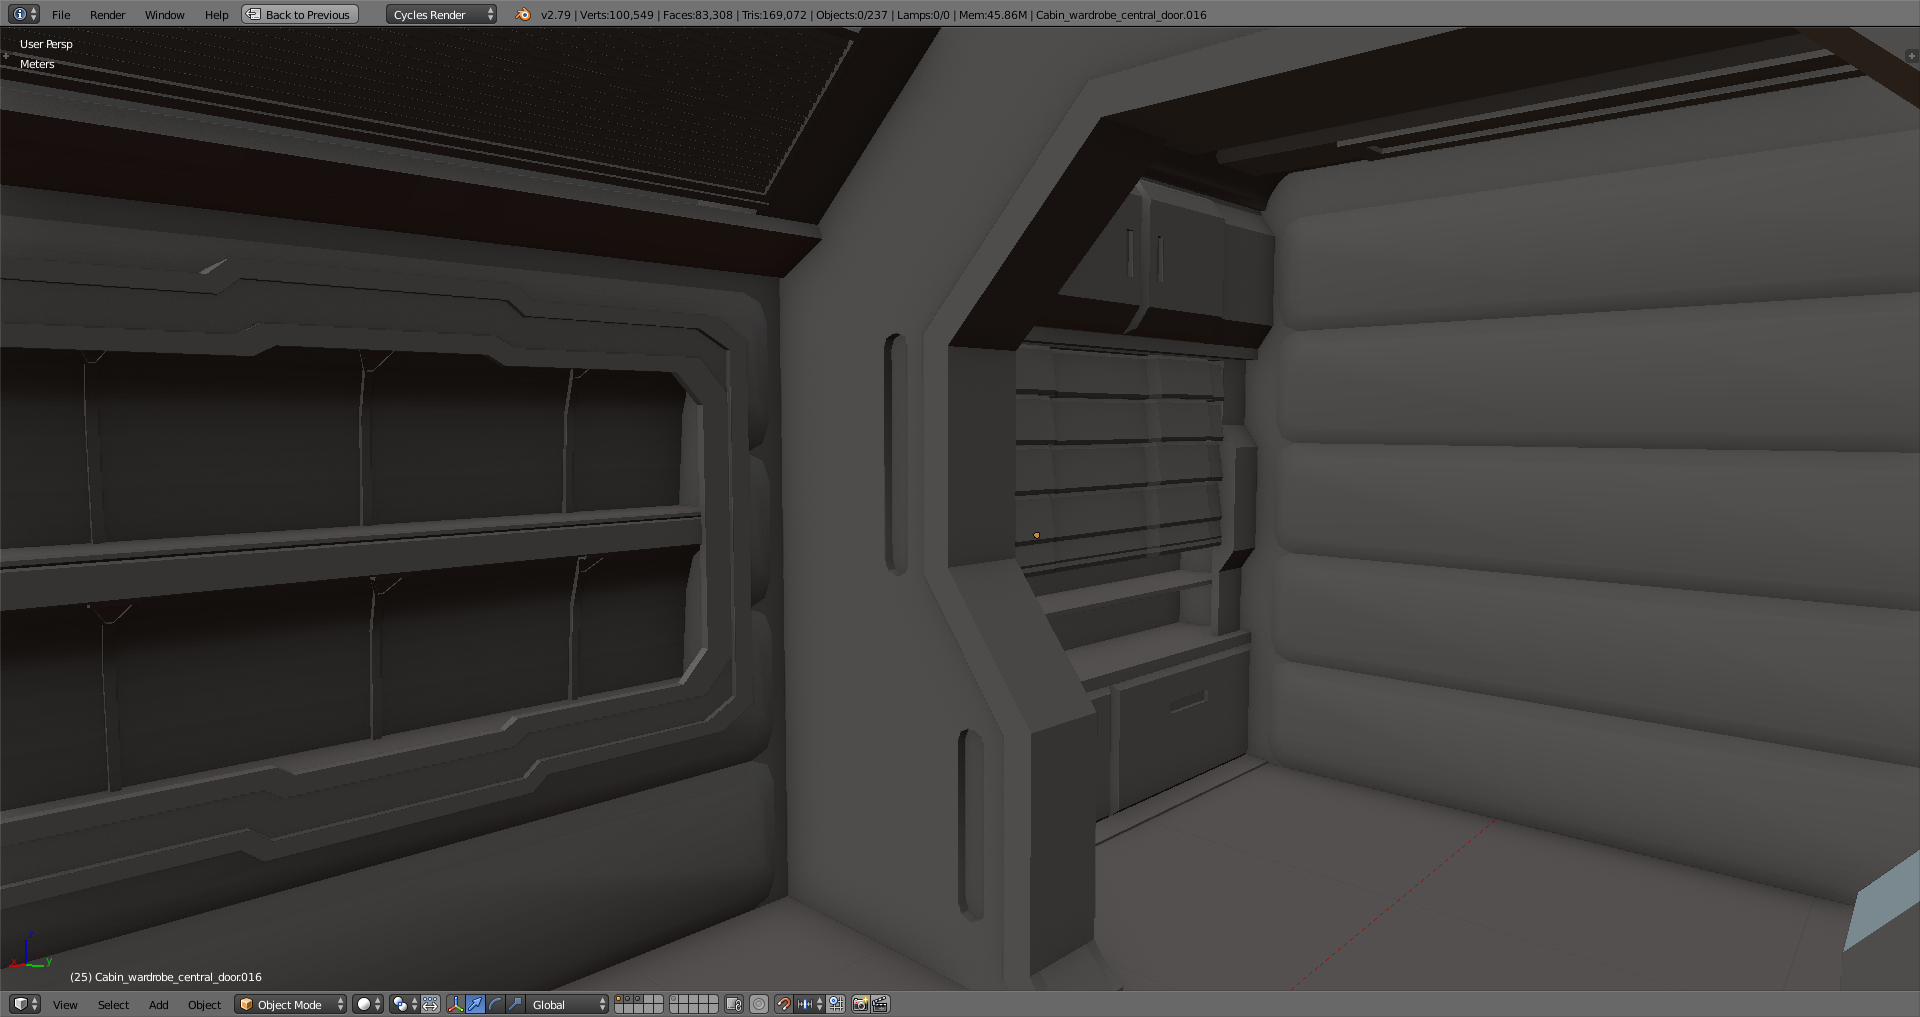 File Render Window Help Back to Previous Cycles Render v2.79 | Verts:100,549 | Faces:83,308 | Tris:169,072 | Objects:0/237 | Lamps:0/0 | Mem:45.86M | Cabin_wardrobe_central_door.016
User Persp
Meters
z
x y
(25) Cabin_wardrobe_central_door.016
View Select Add Object Object Mode Global